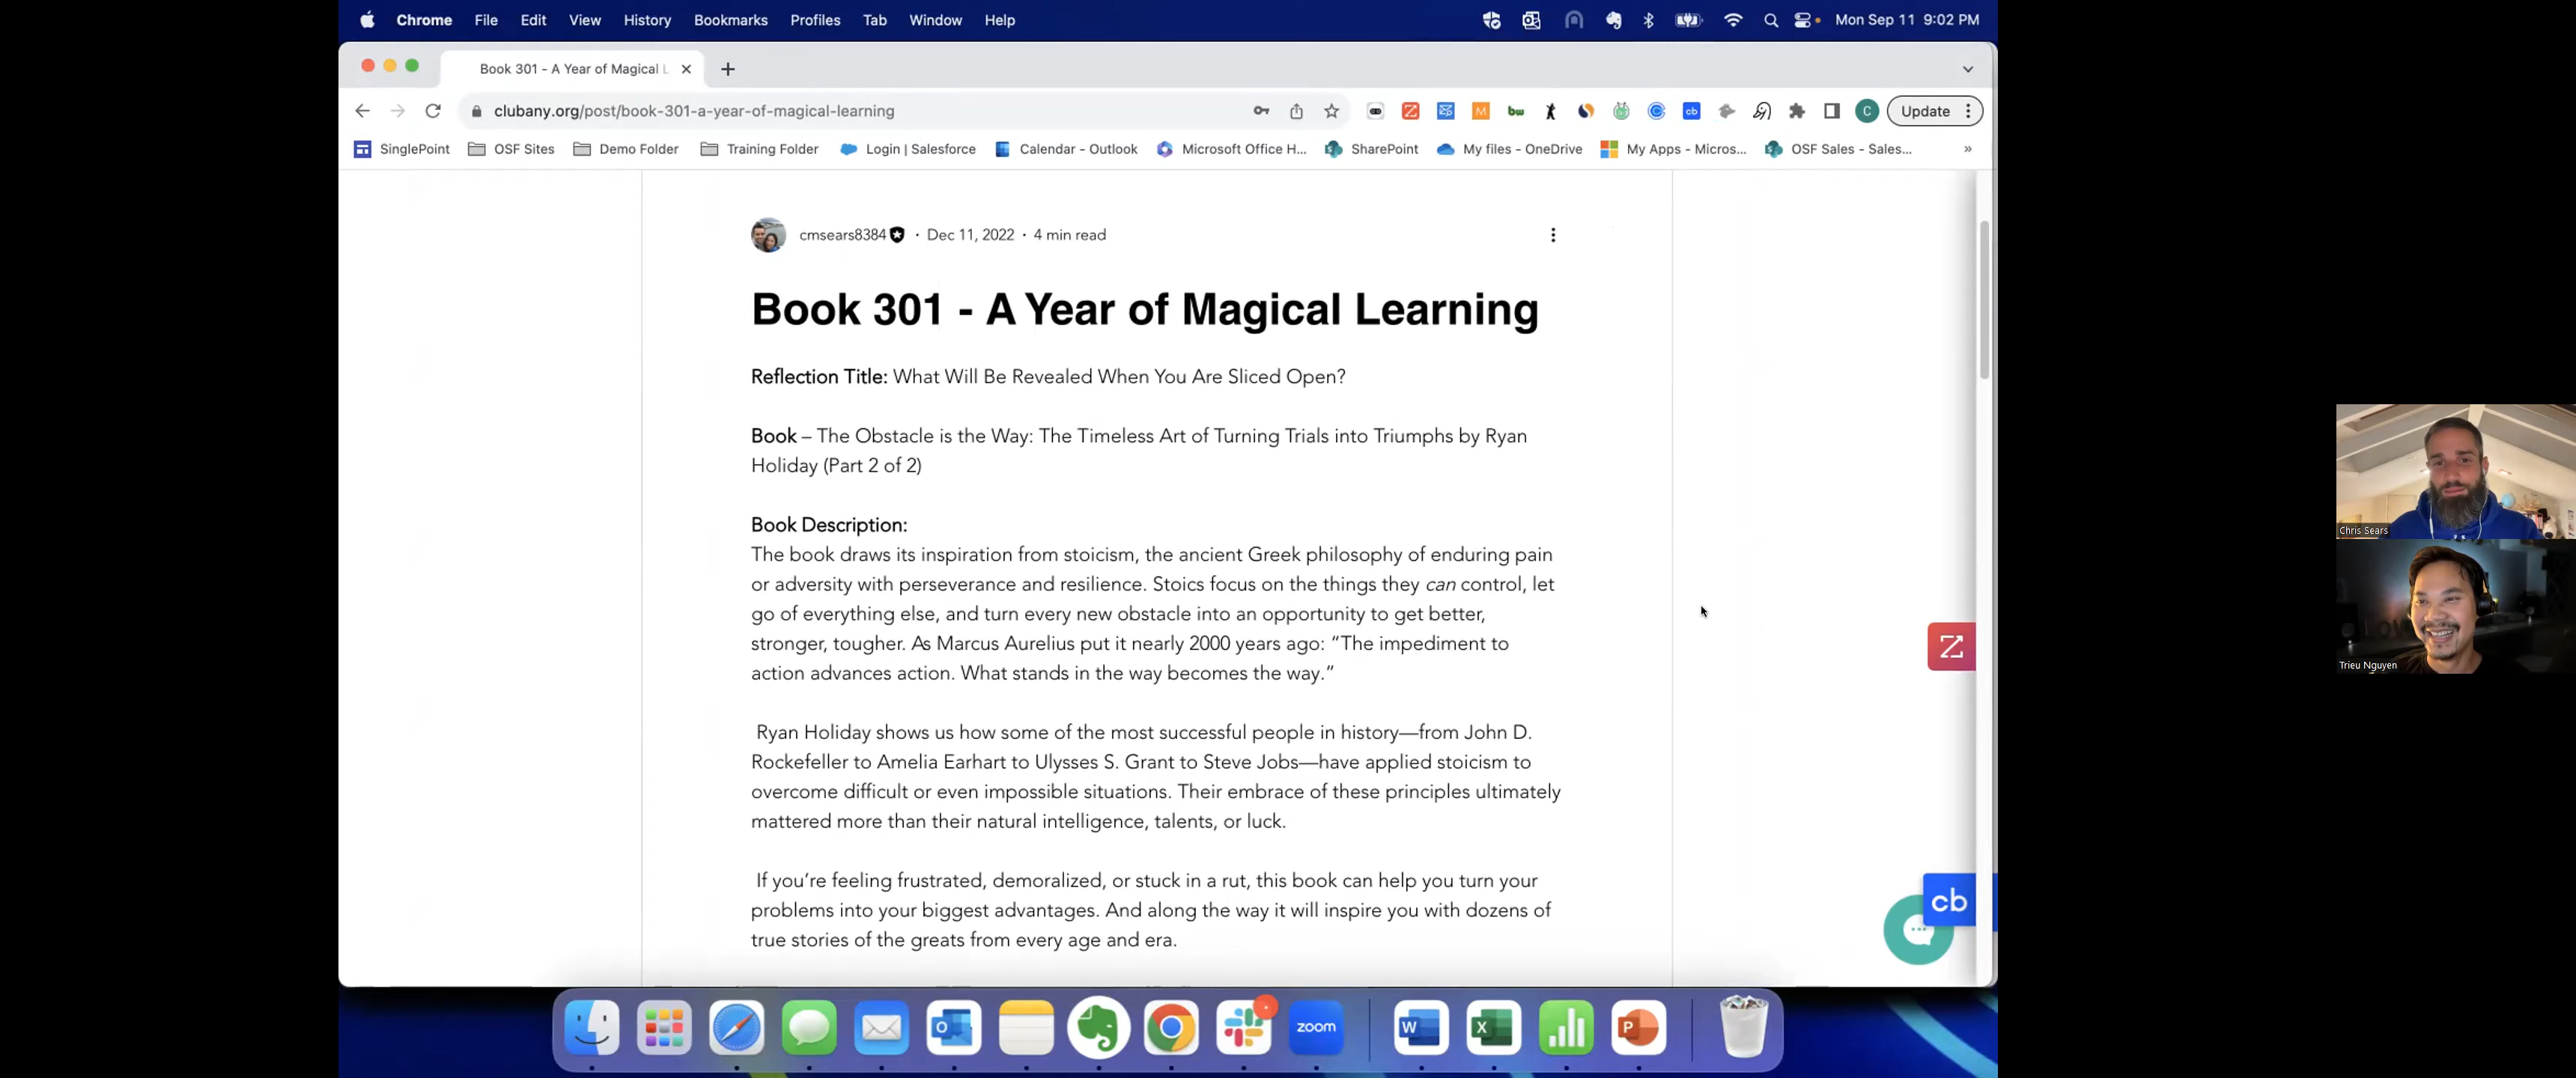 Chrome File Edit View History Bookmarks Profiles Tab Window Help Mon Sep 11 9:02 PM
Book 301 - A Year of Magical L
clubany.org/post/book-301-a-year-of-magical-learning M bw cb C Update
SinglePoint OSF Sites Demo Folder Training Folder Login | Salesforce Calendar - Outlook Microsoft Office H... SharePoint My files - OneDrive My Apps - Micros... OSF Sales - Sales... »
cmsears8384 · Dec 11, 2022 · 4 min read
Book 301 - A Year of Magical Learning
Reflection Title: What Will Be Revealed When You Are Sliced Open?
Book – The Obstacle is the Way: The Timeless Art of Turning Trials into Triumphs by Ryan
Holiday (Part 2 of 2)
Book Description:
The book draws its inspiration from stoicism, the ancient Greek philosophy of enduring pain
or adversity with perseverance and resilience. Stoics focus on the things they can control, let
go of everything else, and turn every new obstacle into an opportunity to get better,
stronger, tougher. As Marcus Aurelius put it nearly 2000 years ago: “The impediment to
action advances action. What stands in the way becomes the way.”
Ryan Holiday shows us how some of the most successful people in history—from John D.
Rockefeller to Amelia Earhart to Ulysses S. Grant to Steve Jobs—have applied stoicism to
overcome difficult or even impossible situations. Their embrace of these principles ultimately
mattered more than their natural intelligence, talents, or luck.
If you’re feeling frustrated, demoralized, or stuck in a rut, this book can help you turn your
problems into your biggest advantages. And along the way it will inspire you with dozens of
true stories of the greats from every age and era.
cb
zoom
Chris Sears
Trieu Nguyen